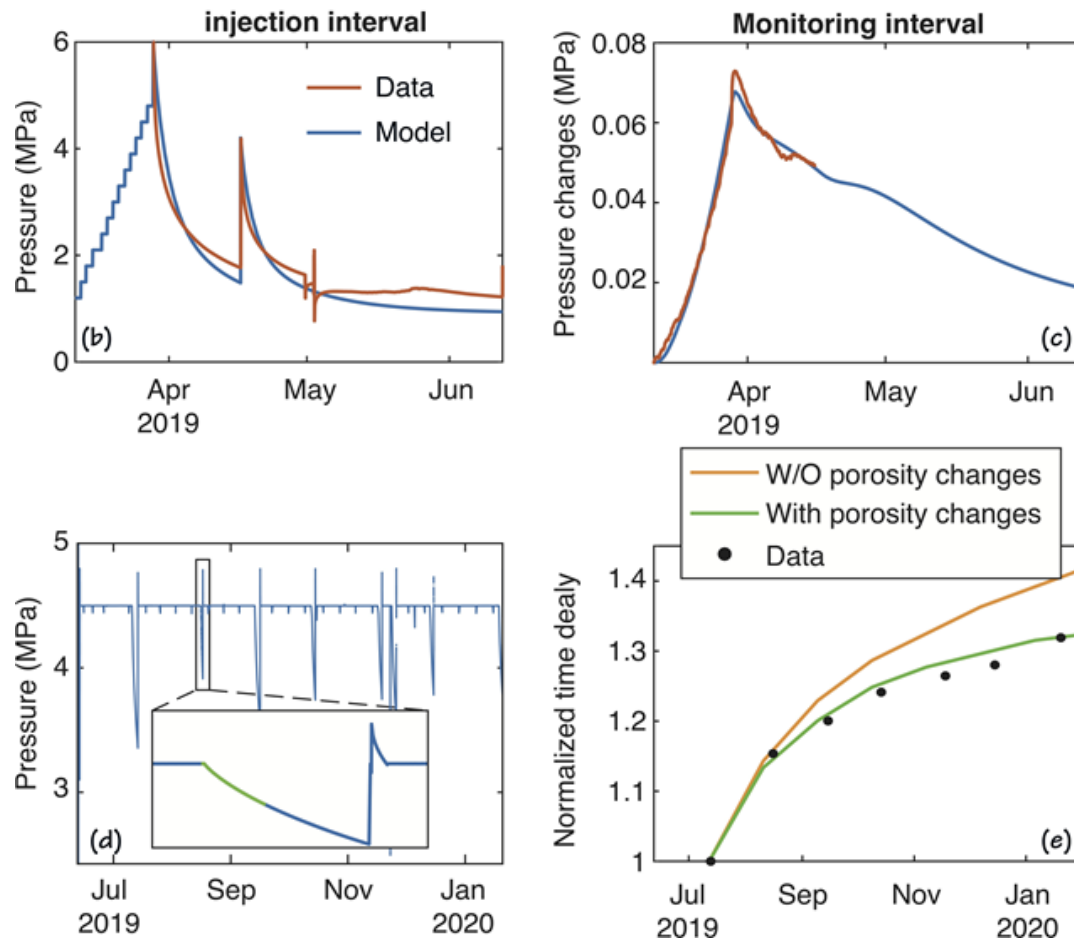 injection interval
6
4
2
0
Pressure (MPa)
Data
Model
(b)
Apr
May
Jun
2019
Monitoring interval
0.08
0.06
0.04
0.02
Pressure changes (MPa)
(c)
Apr
May
Jun
2019
5
4
3
Pressure (MPa)
(d)
Jul
Sep
Nov
Jan
2019
2020
W/O porosity changes
With porosity changes
Data
1.4
1.3
1.2
1.1
1
Normalized time dealy
(e)
Jul
Sep
Nov
Jan
2019
2020